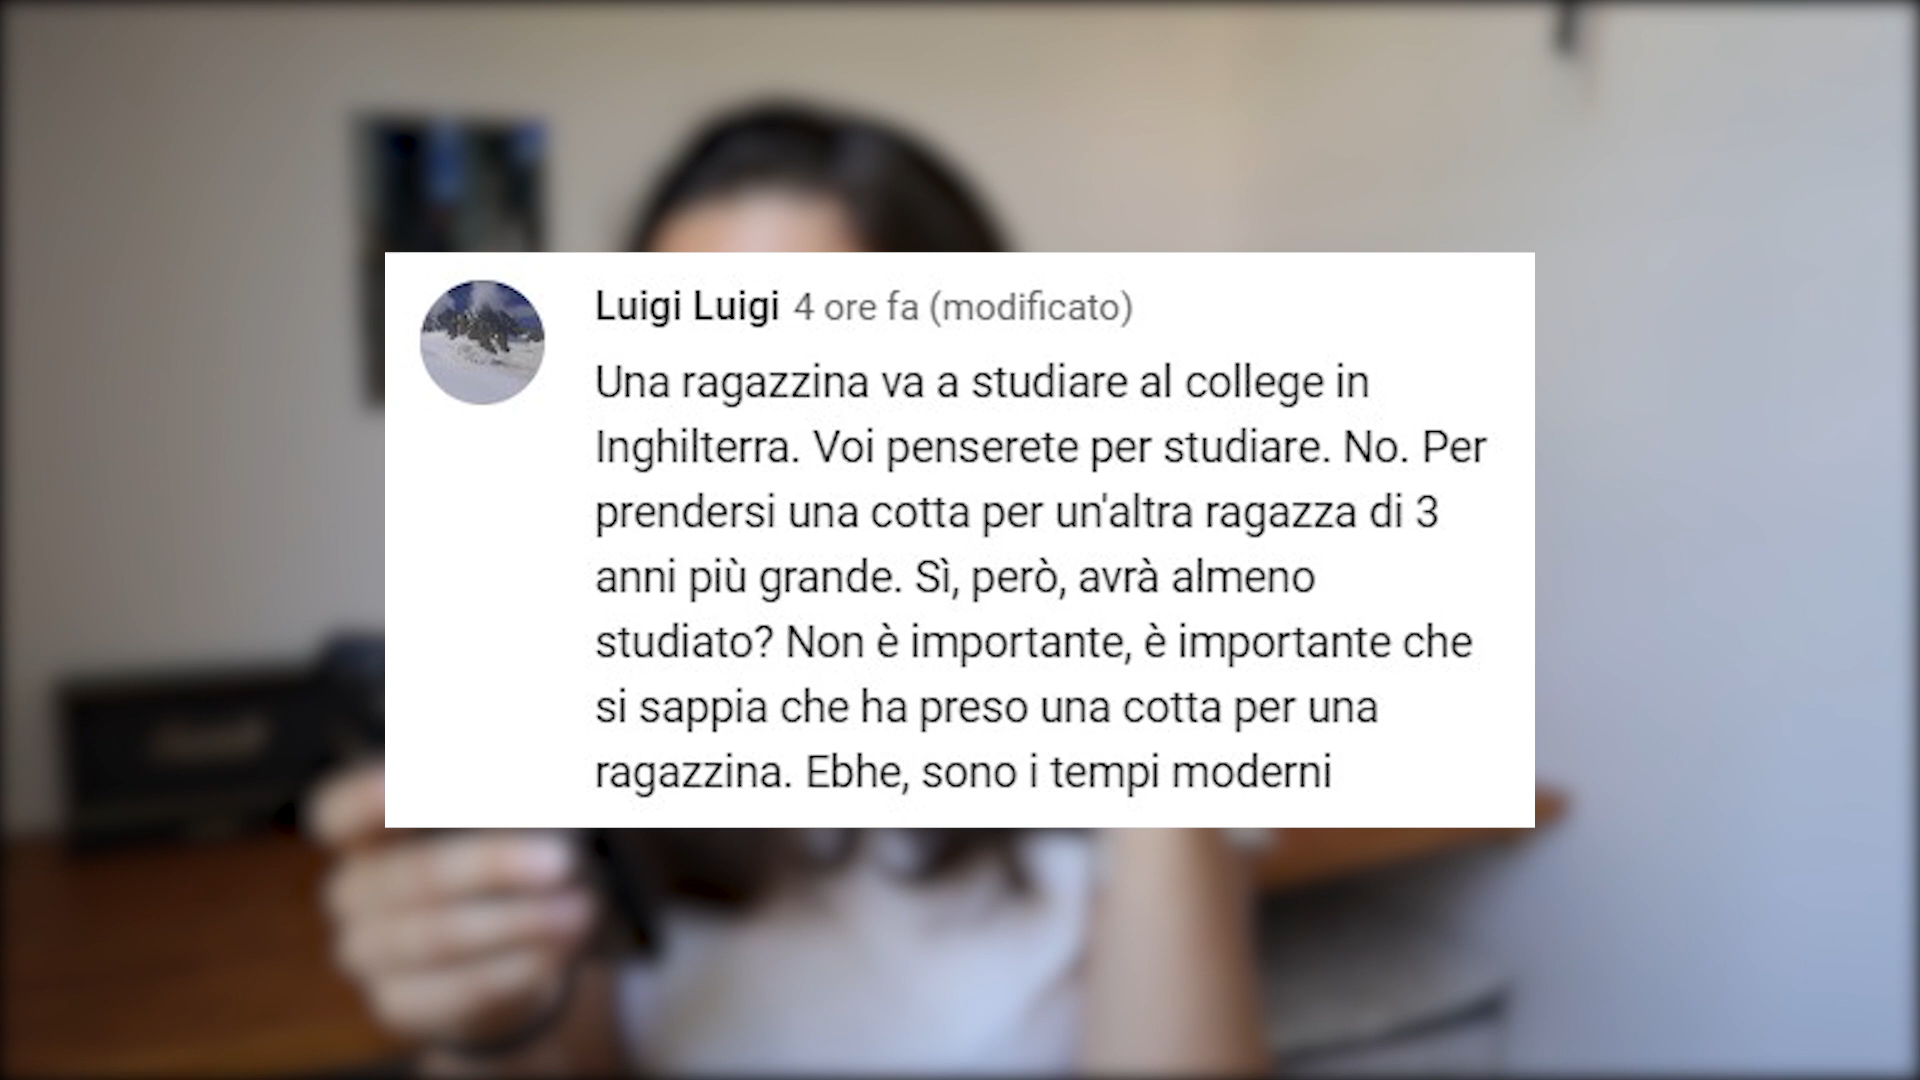 Luigi Luigi 4 ore fa (modificato)
Una ragazzina va a studiare al college in
Inghilterra. Voi penserete per studiare. No. Per
prendersi una cotta per un'altra ragazza di 3
anni più grande. Sì, però, avrà almeno
studiato? Non è importante, è importante che
si sappia che ha preso una cotta per una
ragazzina. Ebhe, sono i tempi moderni